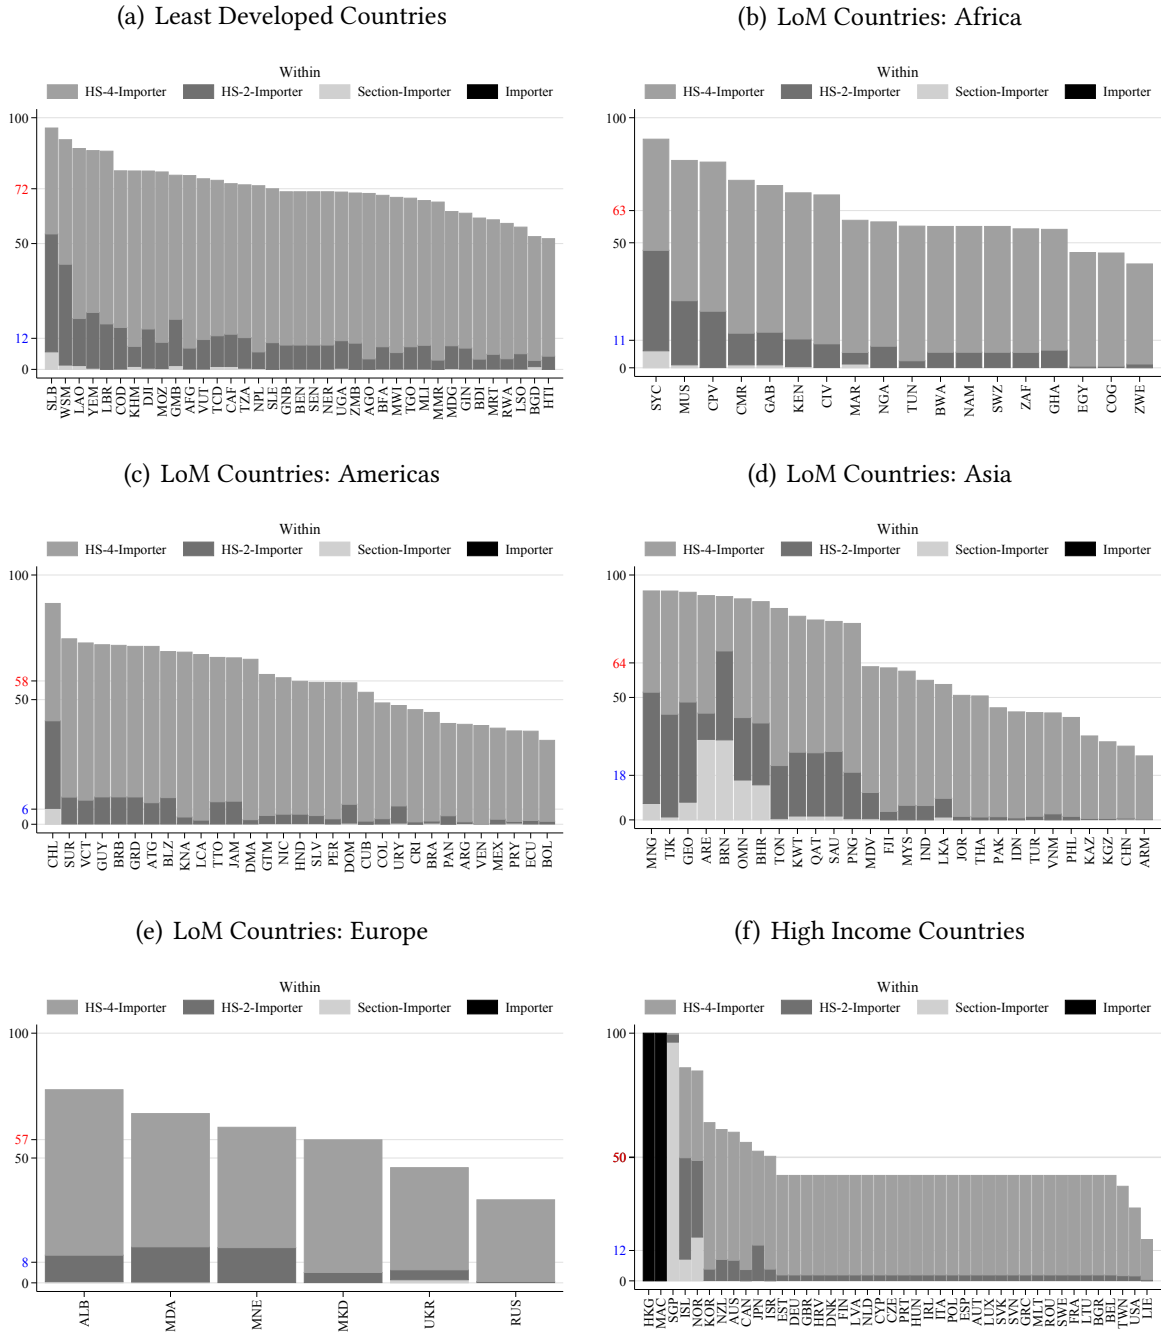 (a) Least Developed Countries
Within
HS-4-Importer HS-2-Importer Section-Importer Importer
100
72
50
12
0
SLB WSM LAO YEM LBR COD KHM DJI MOZ GMB AFG VUT TCD CAF TZA NPL SLE GNB BEN SEN NER UGA ZMB AGO BFA MWI TGO MLI MMR MDG GIN BDI MRT RWA LSO BGD HTI
(b) LoM Countries: Africa
Within
HS-4-Importer HS-2-Importer Section-Importer Importer
100
63
50
11
0
SYC MUS CPV CMR GAB KEN CIV MAR NGA TUN BWA NAM SWZ ZAF GHA EGY COG ZWE
(c) LoM Countries: Americas
Within
HS-4-Importer HS-2-Importer Section-Importer Importer
100
58
50
6
0
CHL SUR VCT GUY BRB GRD ATG BLZ KNA LCA TTO JAM DMA GTM NIC HND SLV PER DOM CUB COL URY CRI BRA PAN ARG VEN MEX PRY ECU BOL
(d) LoM Countries: Asia
Within
HS-4-Importer HS-2-Importer Section-Importer Importer
100
64
50
18
0
MNG TJK GEO ARE BRN OMN BHR TON KWT QAT SAU PNG MDV FJI MYS IND LKA JOR THA PAK IDN TUR VNM PHL KAZ KGZ CHN ARM
(e) LoM Countries: Europe
Within
HS-4-Importer HS-2-Importer Section-Importer Importer
100
57
50
8
0
ALB MDA MNE MKD UKR RUS
(f) High Income Countries
Within
HS-4-Importer HS-2-Importer Section-Importer Importer
100
50
12
0
HKG MAC SGP ISL NOR KOR NZL AUS CAN JPN ISR EST DEU GBR HRV DNK FIN LVA NLD CYP CZE PRT HUN IRL ITA POL ESP AUT LUX SVK SVN GRC MLT ROU SWE FRA LTU BGR BEL TWN USA LIE